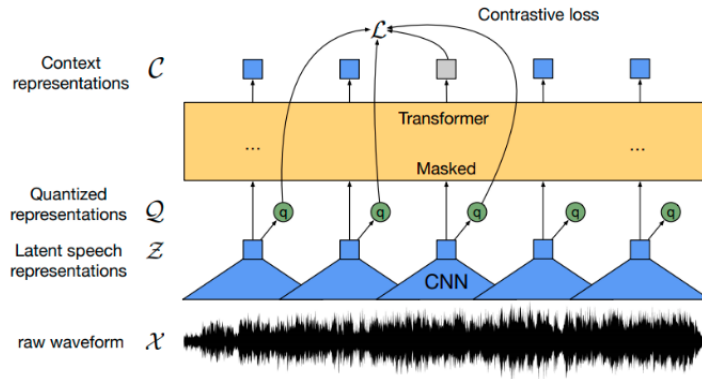 Contrastive loss
ℒ
Context
representations 𝒞
Transformer
... ...
Masked
Quantized
representations 𝒬
q q q q q
Latent speech
representations 𝒵
CNN
raw waveform 𝒳